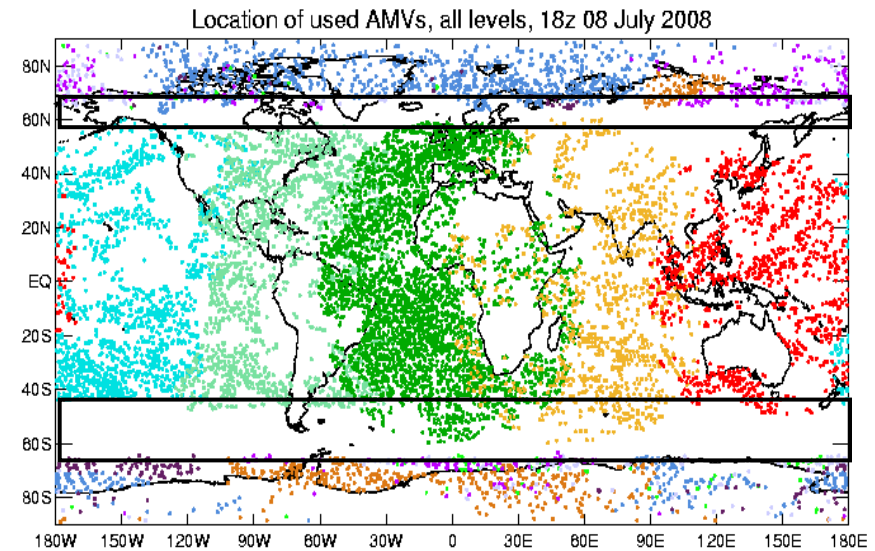 Location of used AMVs, all levels, 18z 08 July 2008
80N
60N
40N
20N
EQ
20S
40S
60S
80S
180W 150W 120W 90W 60W 30W 0 30E 60E 90E 120E 150E 180E